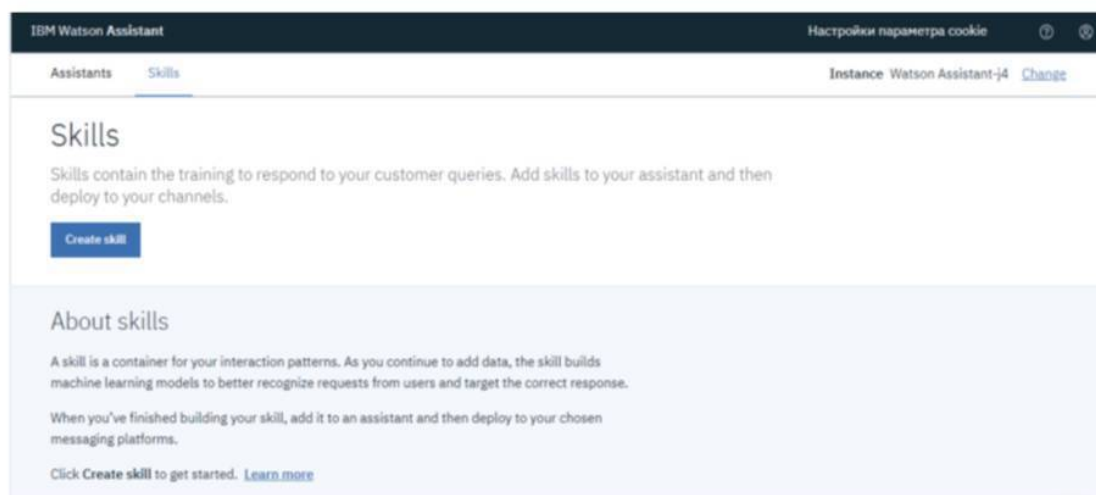 IBM Watson Assistant
Настройки параметра cookie
Assistants Skills
Instance Watson Assistant-j4 Change
Skills
Skills contain the training to respond to your customer queries. Add skills to your assistant and then
deploy to your channels.
Create skill
About skills
A skill is a container for your interaction patterns. As you continue to add data, the skill builds
machine learning models to better recognize requests from users and target the correct response.
When you've finished building your skill, add it to an assistant and then deploy to your chosen
messaging platforms.
Click Create skill to get started. Learn more